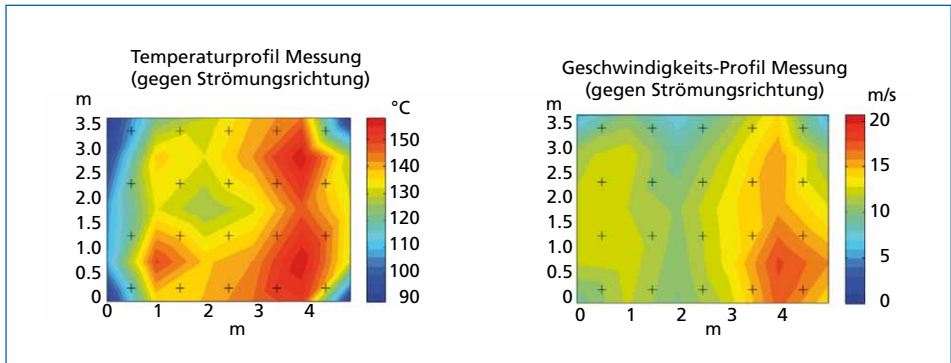 Temperaturprofil Messung
(gegen Strömungsrichtung)
m
°C
3.5
3.0
2.5
2.0
1.5
1.0
0.5
0
0 1 2 3 4
m
150
140
130
120
110
100
90
Geschwindigkeits-Profil Messung
(gegen Strömungsrichtung)
m
m/s
3.5
3.0
2.5
2.0
1.5
1.0
0.5
0
0 1 2 3 4
m
20
15
10
5
0